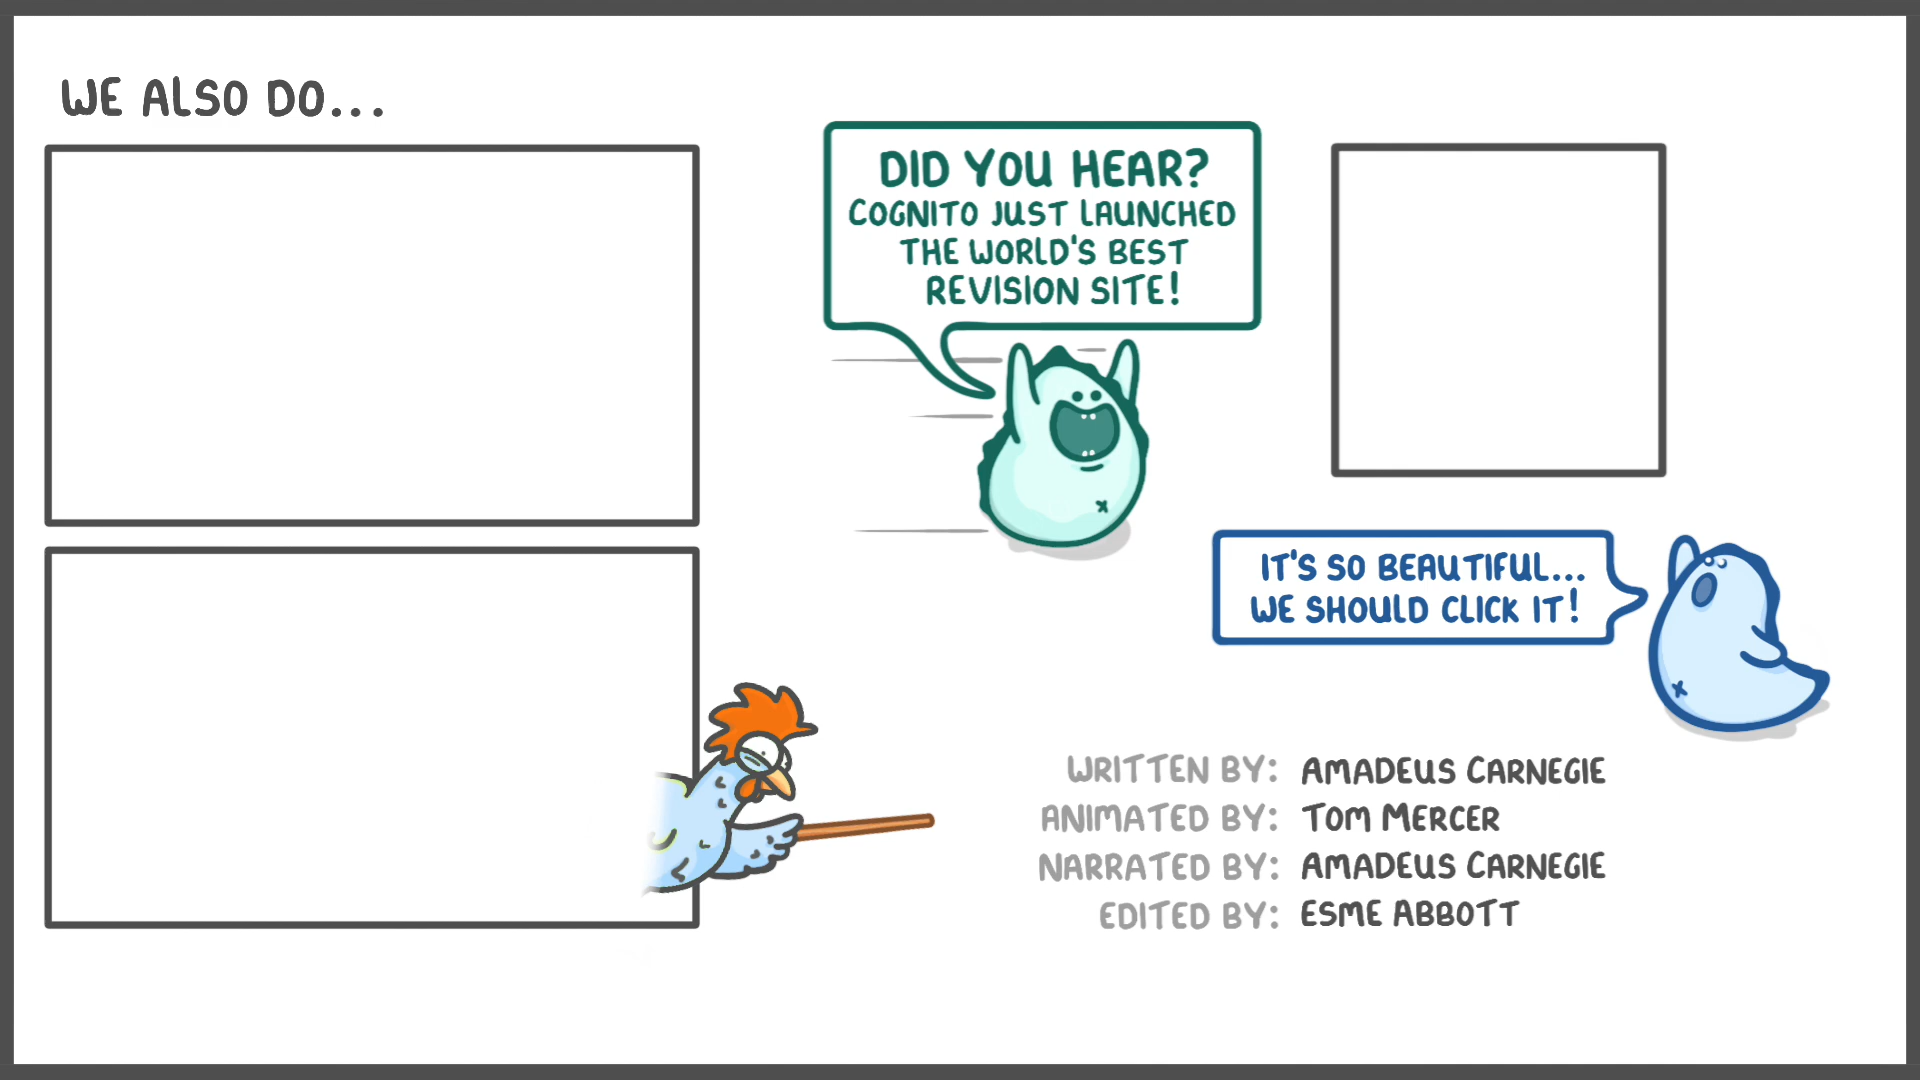 WE ALSO DO...
DID YOU HEAR?
COGNITO JUST LAUNCHED
THE WORLD'S BEST
REVISION SITE!
IT'S SO BEAUTIFUL...
WE SHOULD CLICK IT!
WRITTEN BY: AMADEUS CARNEGIE
ANIMATED BY: TOM MERCER
NARRATED BY: AMADEUS CARNEGIE
EDITED BY: ESME ABBOTT